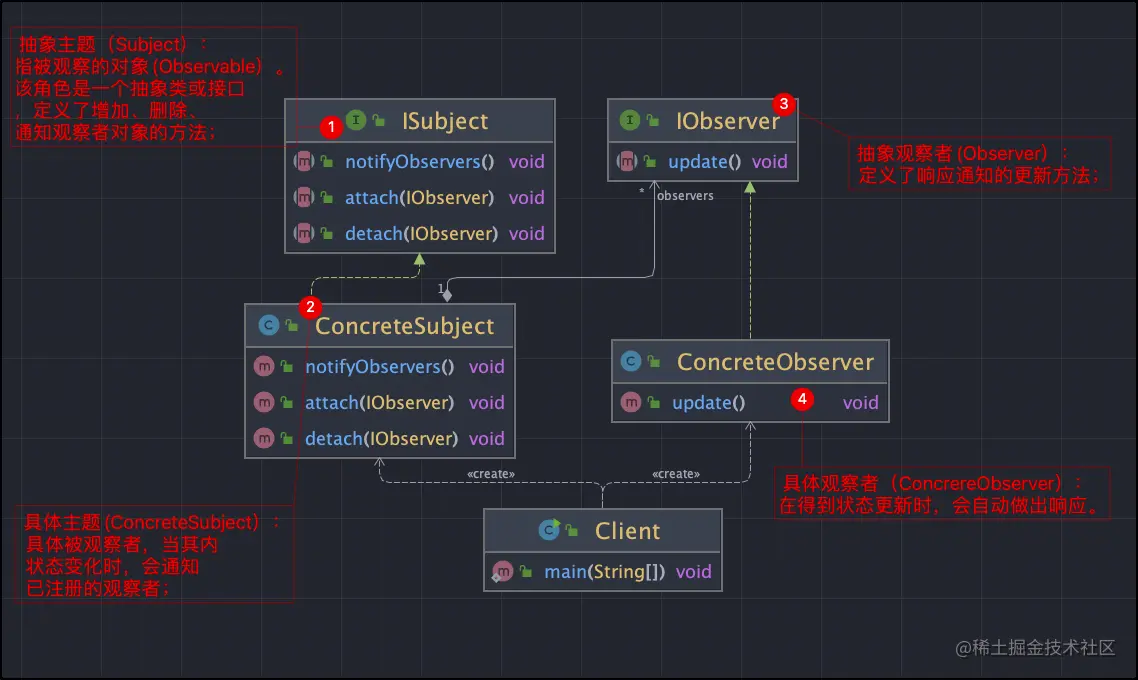 抽象主题（Subject）：
指被观察的对象(Observable）。
该角色是一个抽象类或接口
，定义了增加、删除、
通知观察者对象的方法；
1
I ISubject
m notifyObservers() void
m attach(IObserver) void
m detach(IObserver) void
3
I IObserver
m update() void
抽象观察者(Observer）：
定义了响应通知的更新方法；
* observers
1
2
C ConcreteSubject
m notifyObservers() void
m attach(IObserver) void
m detach(IObserver) void
C ConcreteObserver
m update() void
4
具体观察者（ConcrereObserver）：
在得到状态更新时，会自动做出响应。
«create»
«create»
具体主题(ConcreteSubject）：
具体被观察者，当其内
状态变化时，会通知
已注册的观察者；
C Client
m main(String[]) void
@稀土掘金技术社区